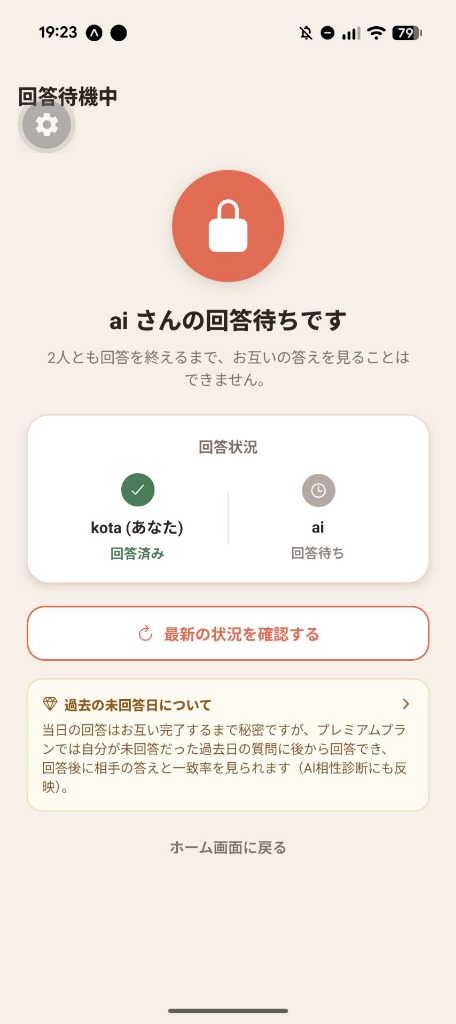 19:23
79
回答待機中
ai さんの回答待ちです
2人とも回答を終えるまで、お互いの答えを見ることは
できません。
回答状況
kota (あなた)
回答済み
ai
回答待ち
最新の状況を確認する
過去の未回答日について
当日の回答はお互い完了するまで秘密ですが、プレミアムプラ
ンでは自分が未回答だった過去日の質問に後から回答でき、
回答後に相手の答えと一致率を見られます（AI相性診断にも反
映）。
ホーム画面に戻る